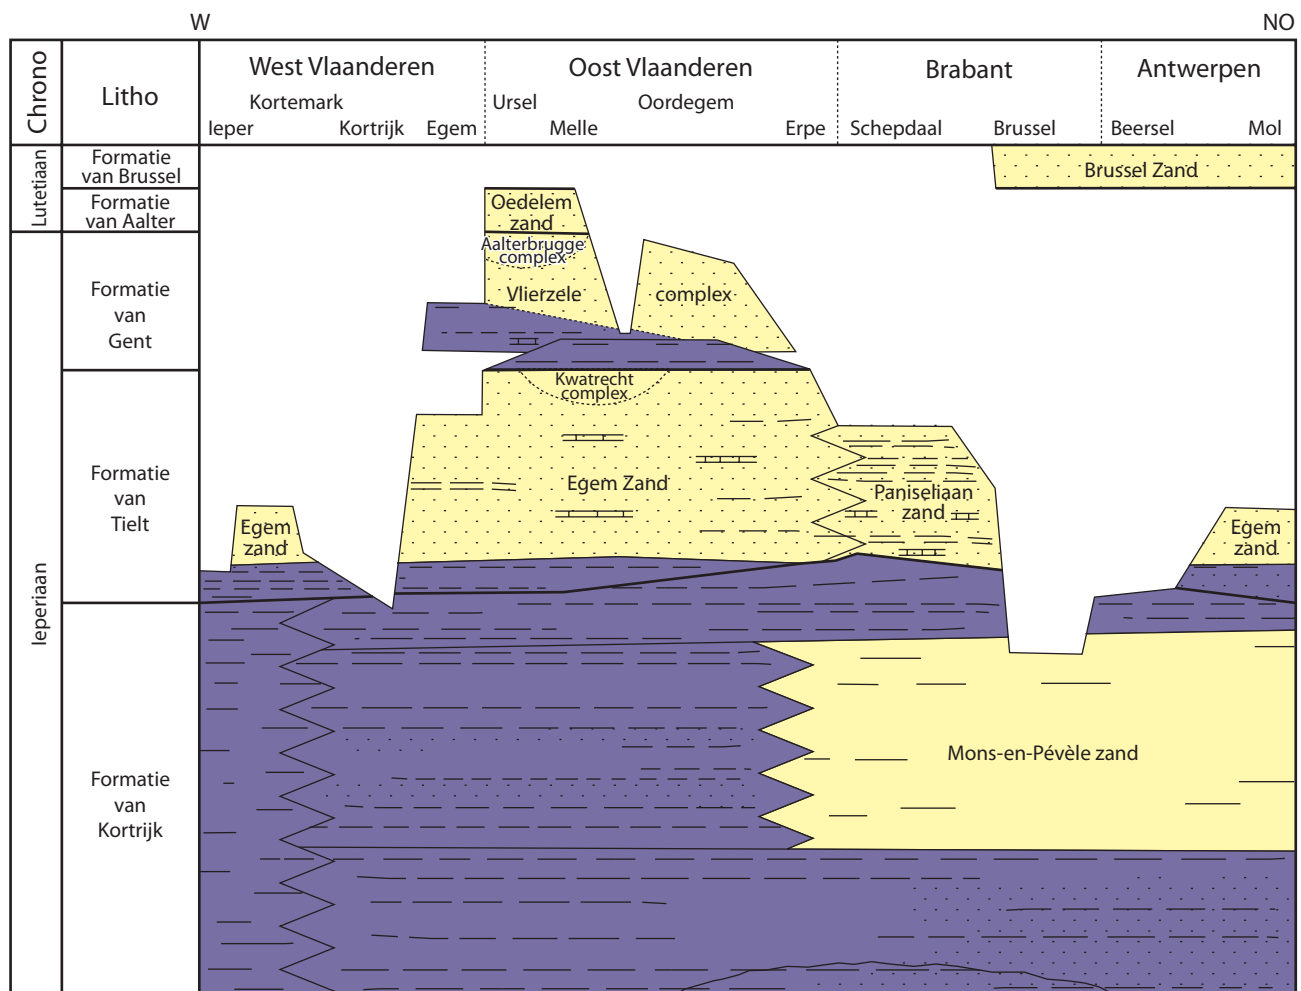 W
NO
Chrono
Litho
West Vlaanderen
Oost Vlaanderen
Brabant
Antwerpen
Kortemark
Ursel
Oordegem
Ieper
Kortrijk
Egem
Melle
Erpe
Schepdaal
Brussel
Beersel
Mol
Lutetiaan
Formatie
van Brussel
Brussel Zand
Formatie
van Aalter
Oedelem
zand
Ieperiaan
Aalterbrugge
complex
Formatie
van
Gent
Vlierzele
complex
Kwatrecht
complex
Formatie
van
Tielt
Egem Zand
Paniseliaan
zand
Egem
zand
Egem
zand
Formatie
van
Kortrijk
Mons-en-Pévèle zand